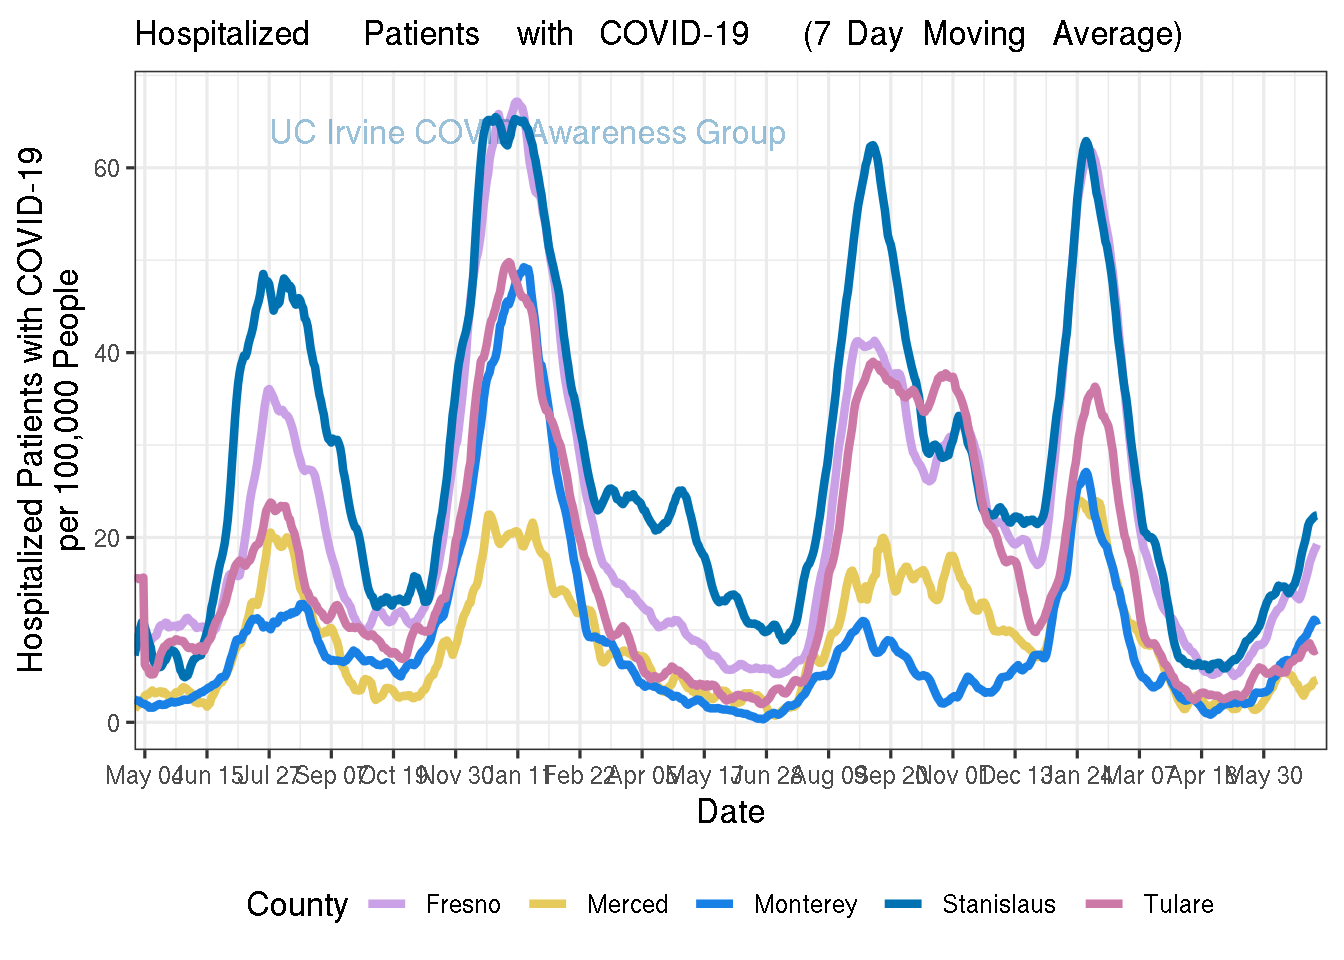 Hospitalized Patients with COVID-19 (7 Day Moving Average)
UC Irvine COVID Awareness Group
Hospitalized Patients with COVID-19
per 100,000 People
60
40
20
0
May 04 Jun 15 Jul 27 Sep 07 Oct 19 Nov 30 Jan 11 Feb 22 Apr 05 May 17 Jun 28 Aug 09 Sep 20 Nov 01 Dec 13 Jan 24 Mar 07 Apr 18 May 30
Date
County Fresno Merced Monterey Stanislaus Tulare